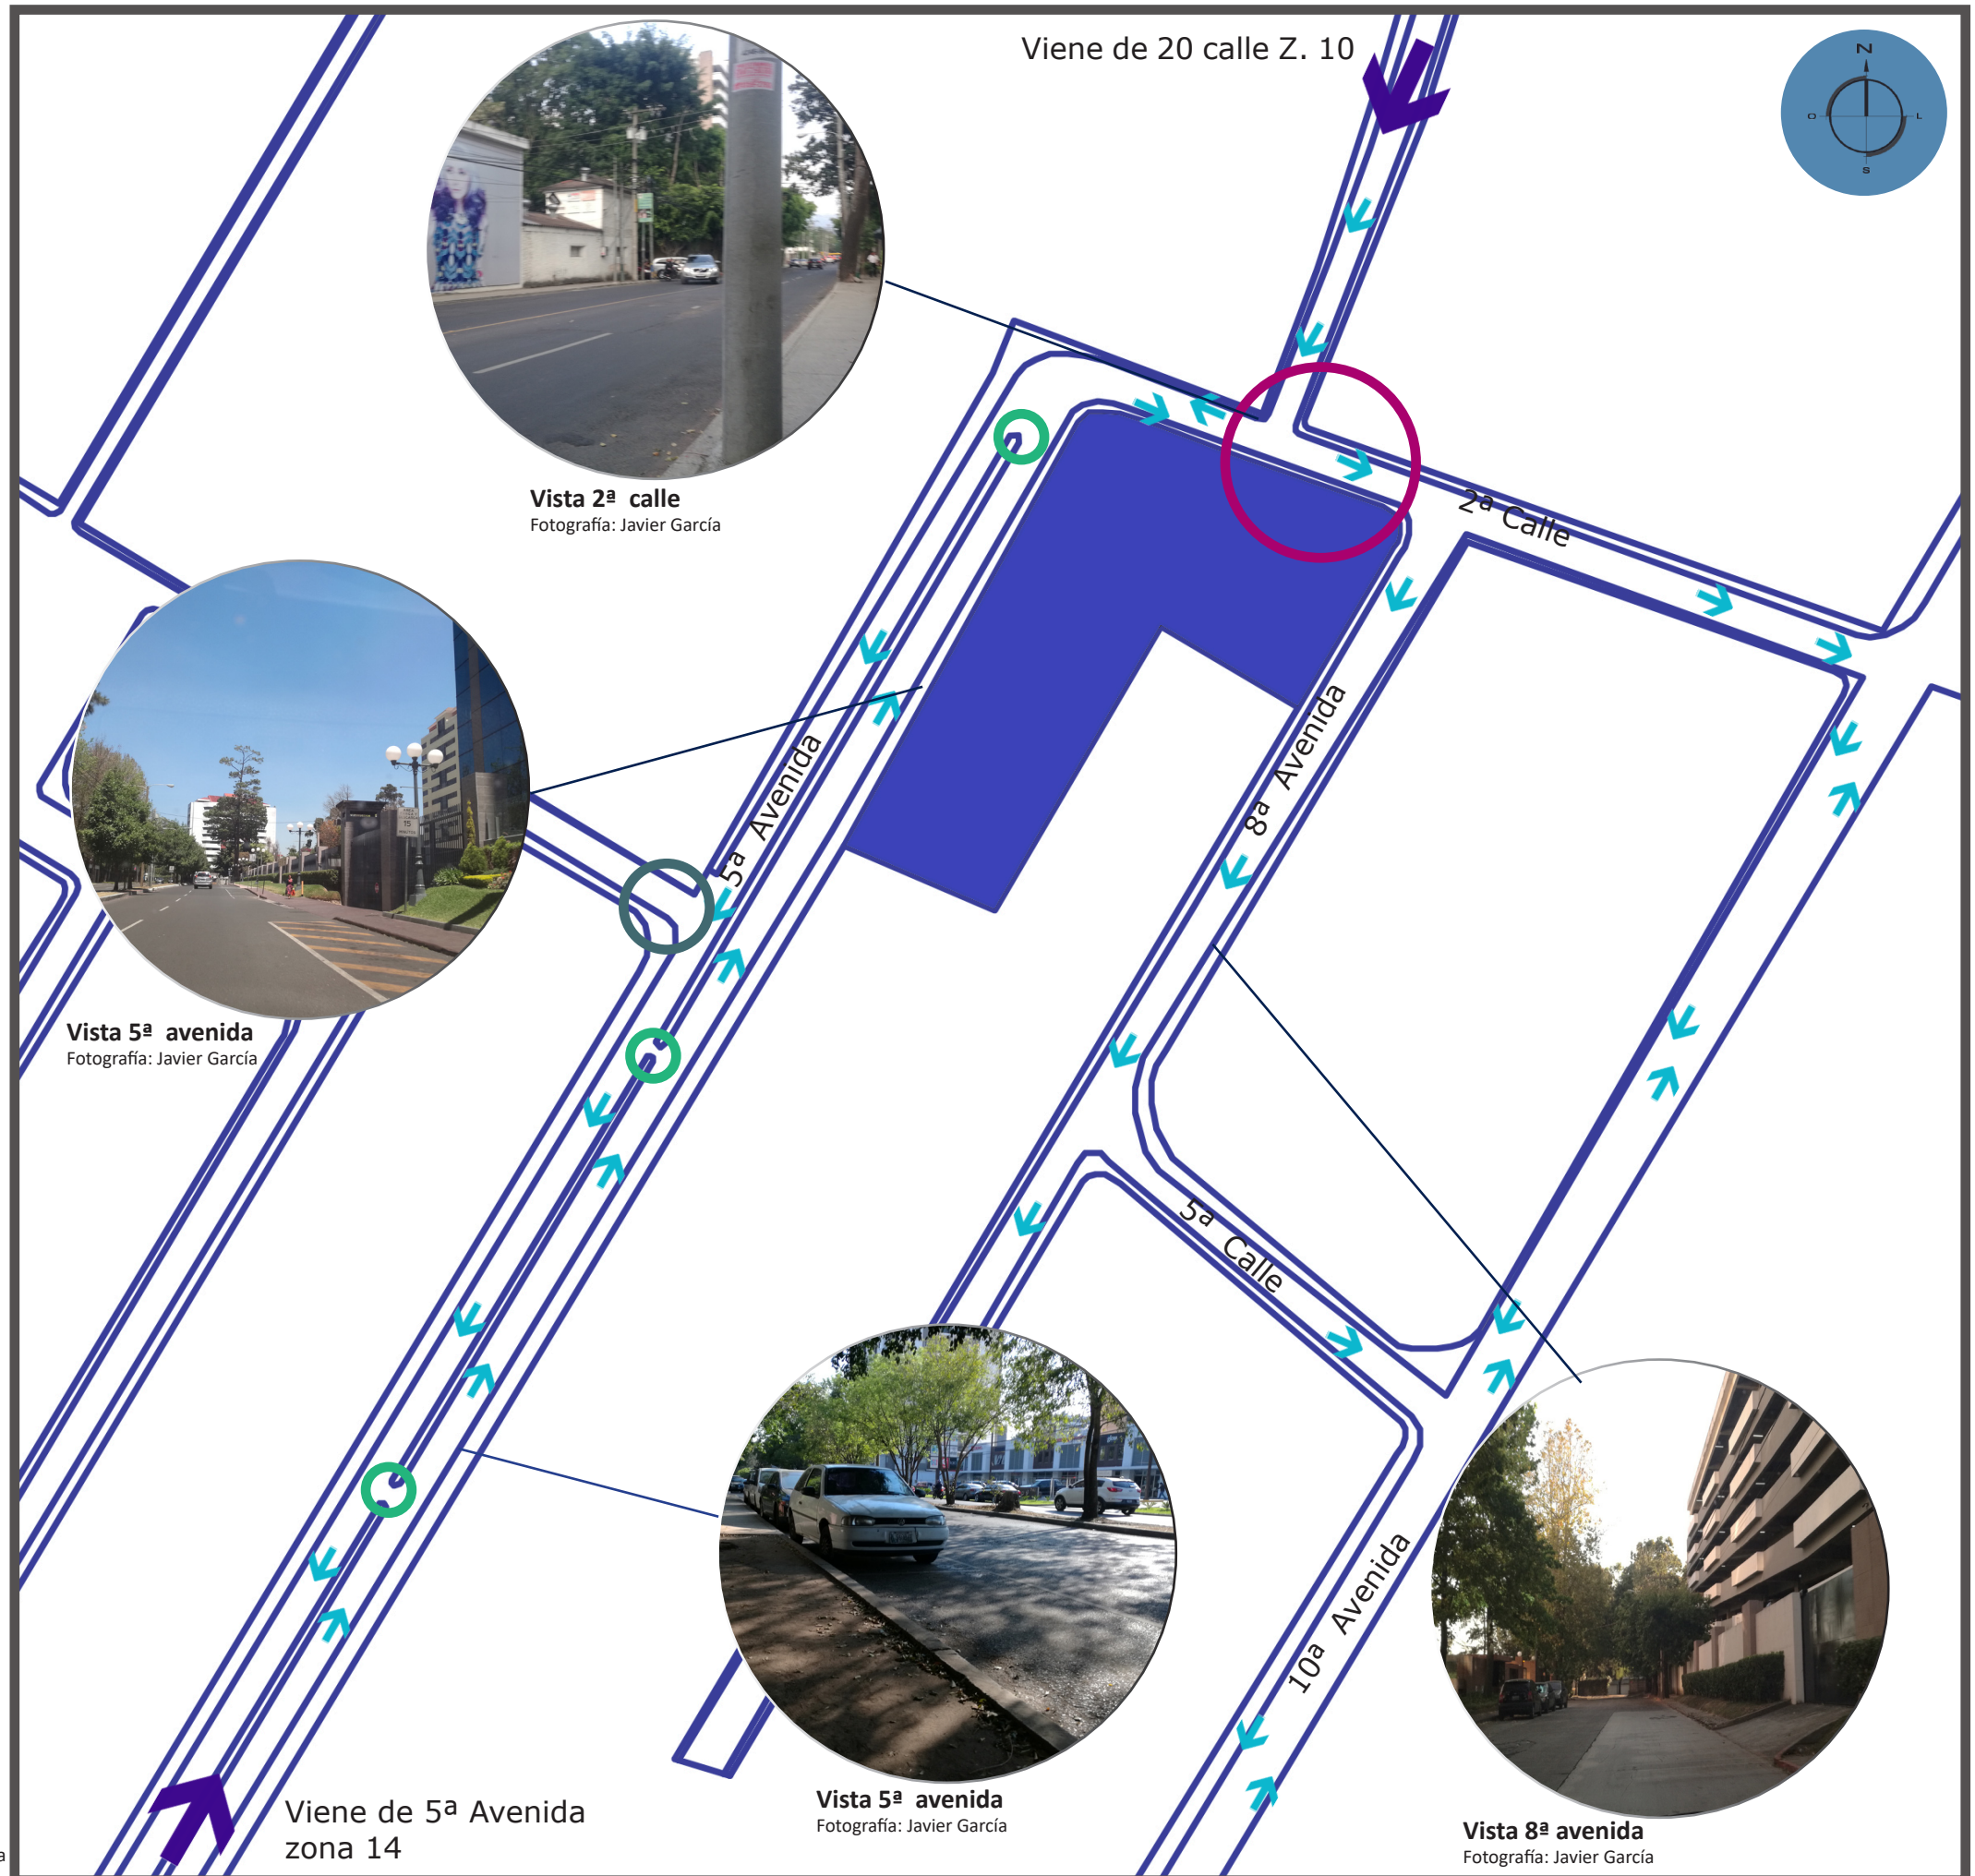 Viene de 20 calle Z. 10
N
O
L
S
Vista 2ª calle
Fotografía: Javier García
2ª Calle
Vista 5ª avenida
Fotografía: Javier García
5ª Avenida
8ª Avenida
5ª Calle
10ª Avenida
Vista 5ª avenida
Fotografía: Javier García
Vista 8ª avenida
Fotografía: Javier García
Viene de 5ª Avenida
zona 14
a